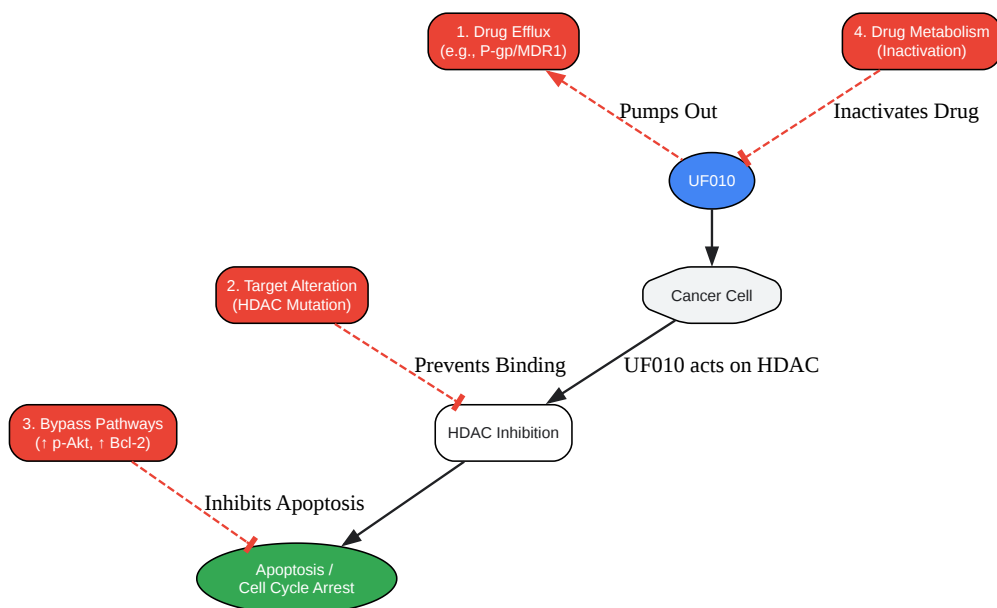 1. Drug Efflux
(e.g., P-gp/MDR1)
4. Drug Metabolism
(Inactivation)
Pumps Out
Inactivates Drug
UF010
2. Target Alteration
(HDAC Mutation)
Cancer Cell
Prevents Binding
UF010 acts on HDAC
3. Bypass Pathways
(↑ p-Akt, ↑ Bcl-2)
HDAC Inhibition
Inhibits Apoptosis
Apoptosis /
Cell Cycle Arrest